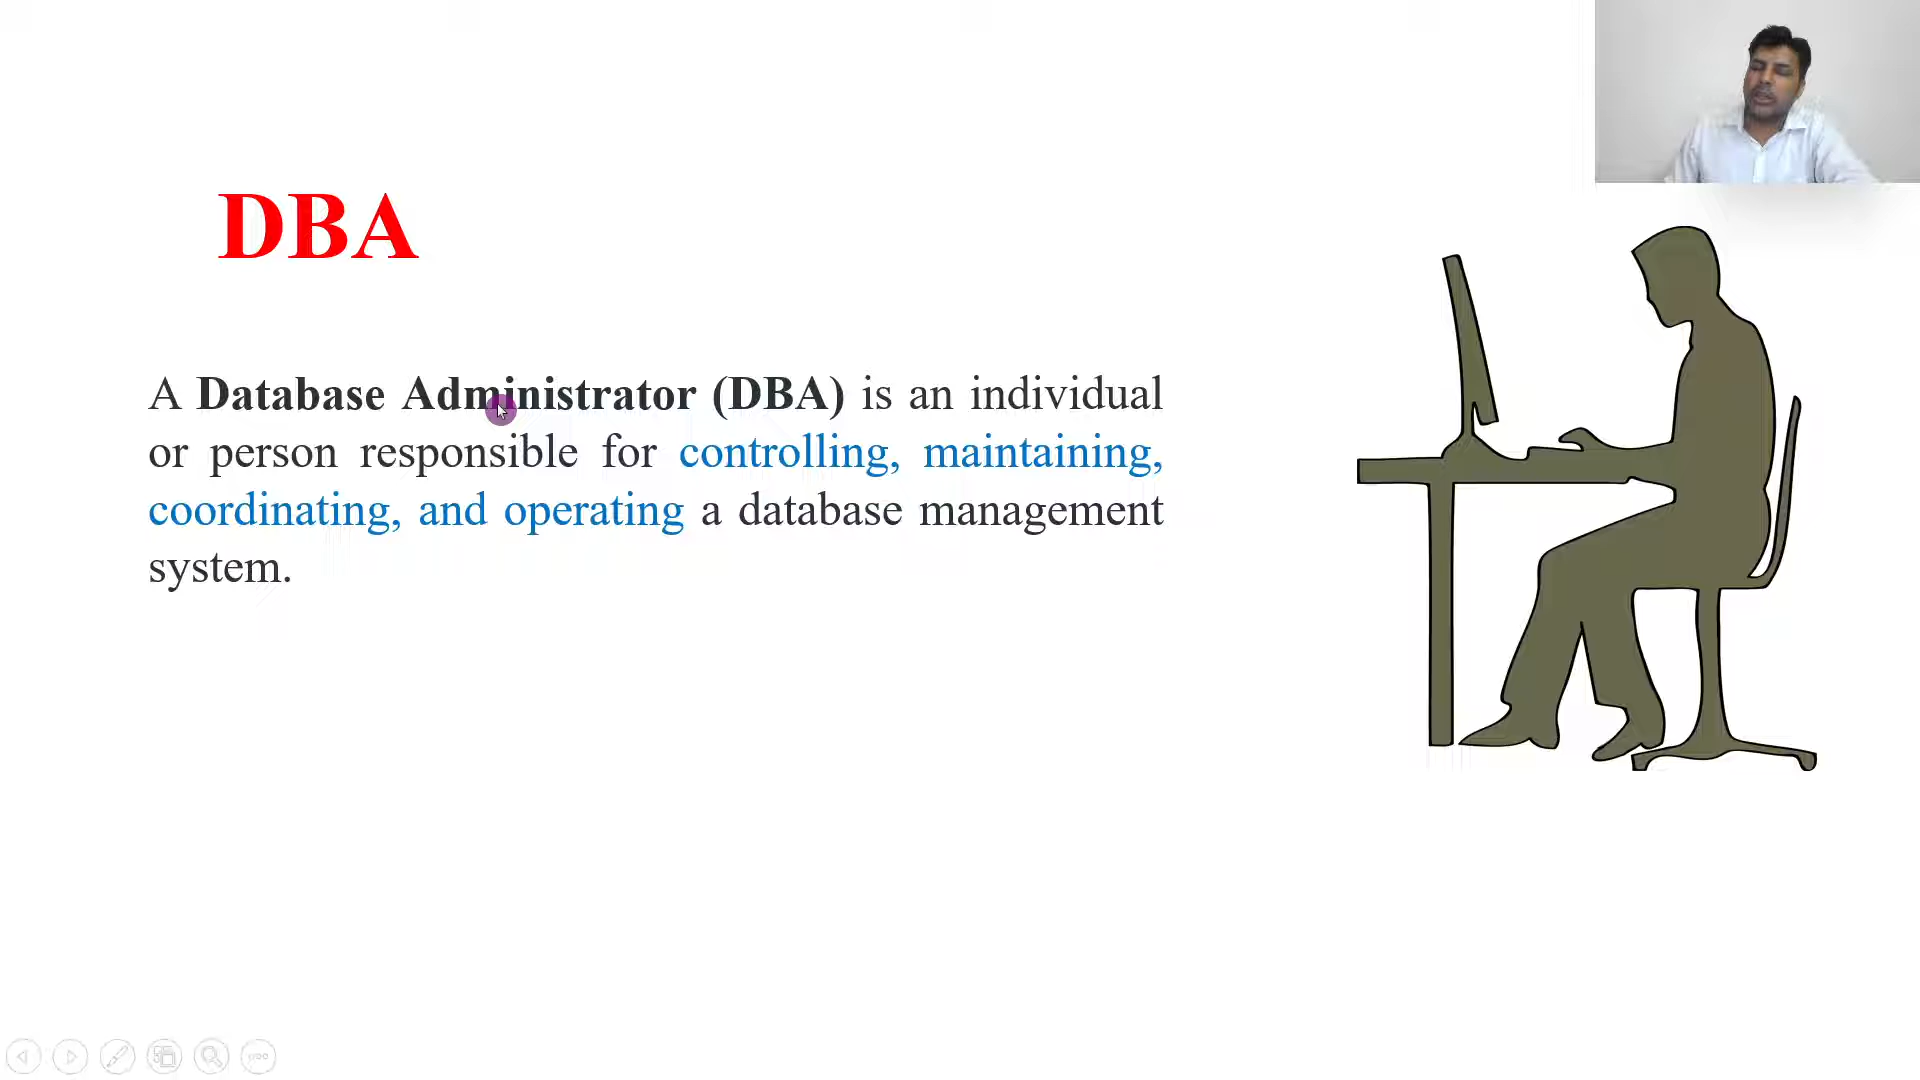 DBA
A Database Administrator (DBA) is an individual
or person responsible for controlling, maintaining,
coordinating, and operating a database management
system.